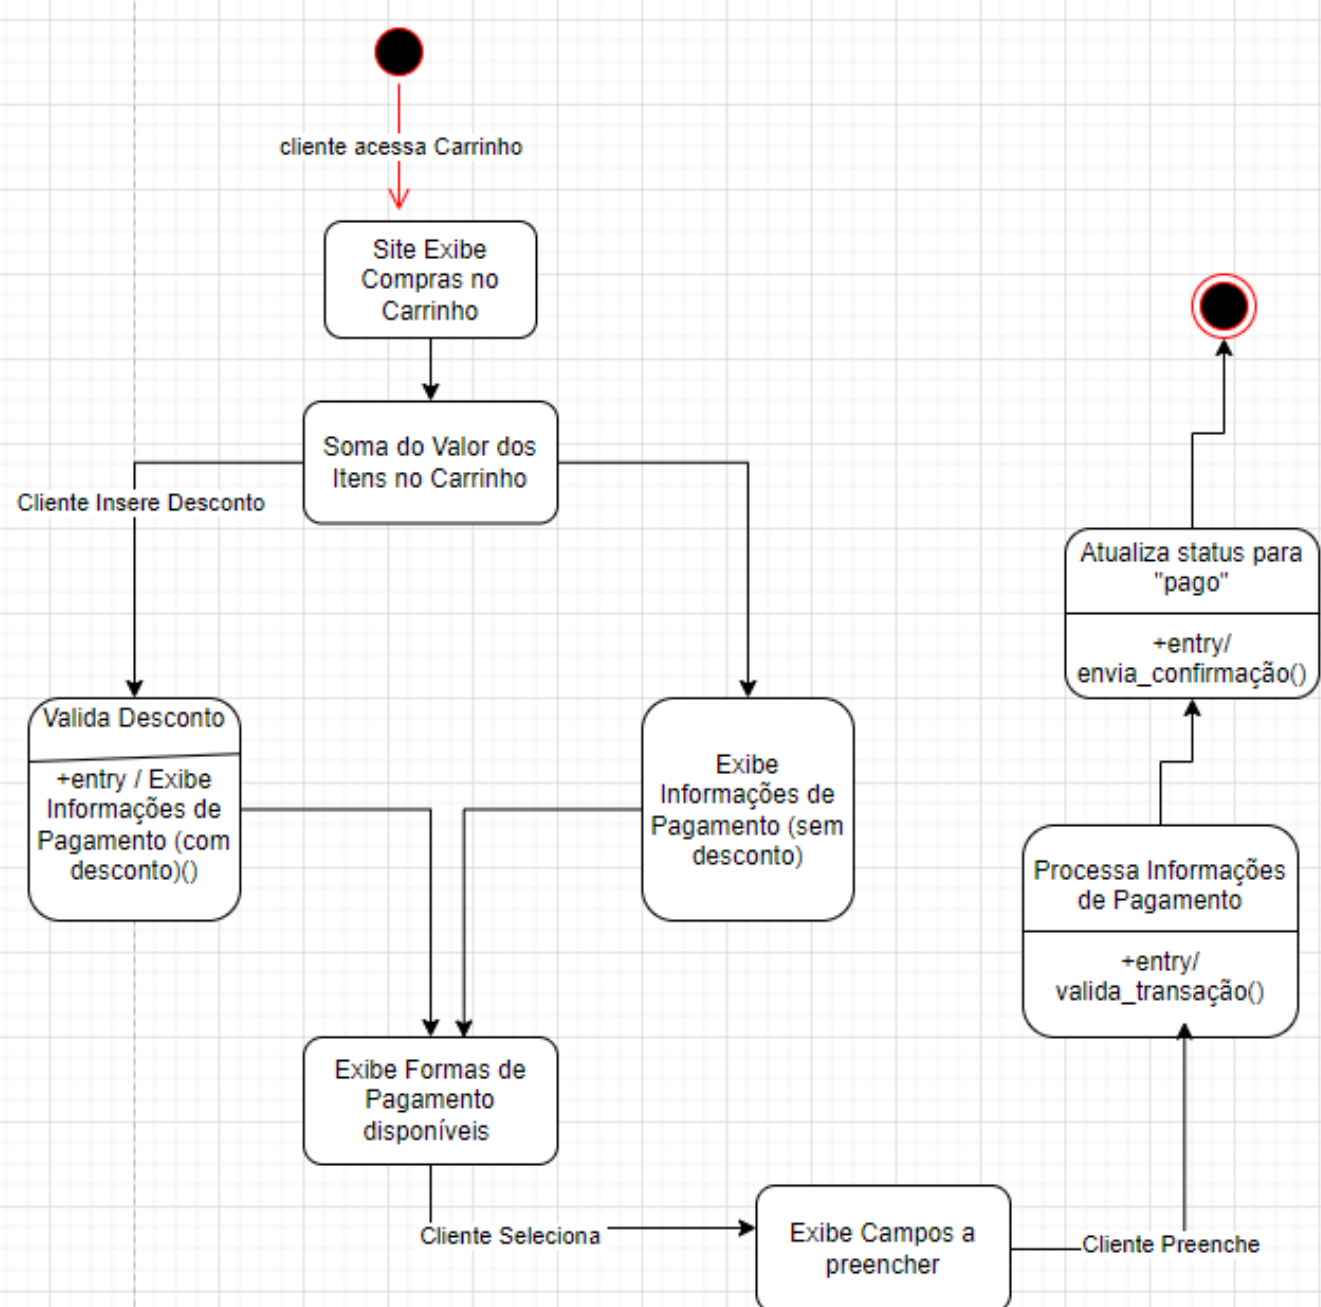 cliente acessa Carrinho
Site Exibe
Compras no
Carrinho
Soma do Valor dos
Itens no Carrinho
Cliente Insere Desconto
Valida Desconto
+entry / Exibe
Informações de
Pagamento (com
desconto)()
Exibe
Informações de
Pagamento (sem
desconto)
Exibe Formas de
Pagamento
disponíveis
Cliente Seleciona
Exibe Campos a
preencher
Cliente Preenche
Processa Informações
de Pagamento
+entry/
valida_transação()
Atualiza status para
"pago"
+entry/
envia_confirmação()